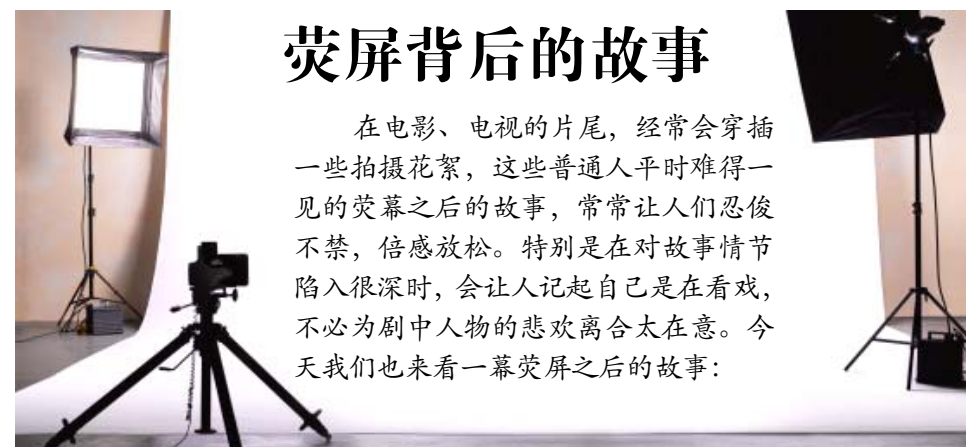 荧屏背后的故事
在电影、电视的片尾，经常会穿插
一些拍摄花絮，这些普通人平时难得一
见的荧幕之后的故事，常常让人们忍俊
不禁，倍感放松。特别是在对故事情节
陷入很深时，会让人记起自己是在看戏，
不必为剧中人物的悲欢离合太在意。今
天我们也来看一幕荧屏之后的故事：